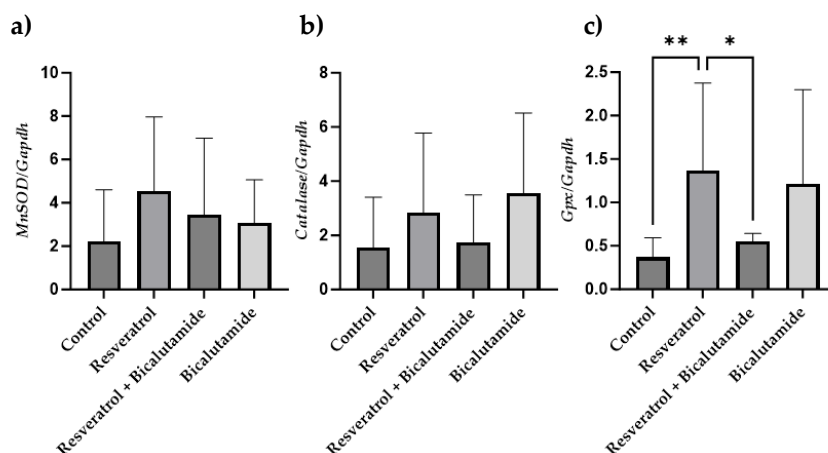 a)
10
8
6
4
2
0
MnSOD/Gapdh
Control
Resveratrol
Resveratrol + Bicalutamide
Bicalutamide
b)
8
6
4
2
0
Catalase/Gapdh
Control
Resveratrol
Resveratrol + Bicalutamide
Bicalutamide
c)
** *
2.5
2.0
1.5
1.0
0.5
0.0
Gpx/Gapdh
Control
Resveratrol
Resveratrol + Bicalutamide
Bicalutamide